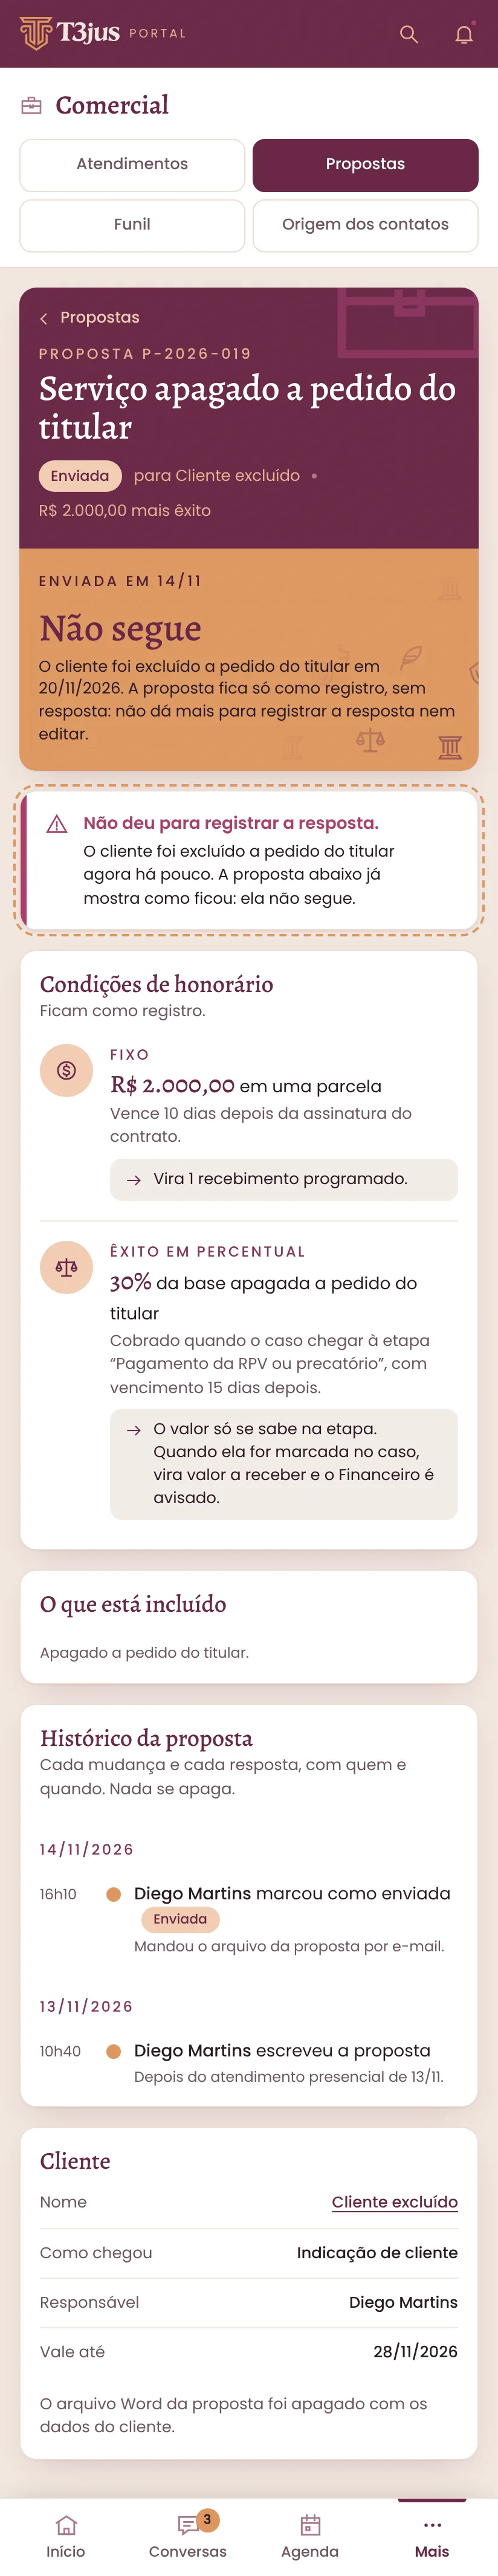 T3jus PORTAL
Comercial
Atendimentos
Propostas
Funil
Origem dos contatos
Propostas
PROPOSTA P-2026-019
Serviço apagado a pedido do
titular
Enviada para Cliente excluído •
R$ 2.000,00 mais êxito
ENVIADA EM 14/11
Não segue
O cliente foi excluído a pedido do titular em
20/11/2026. A proposta fica só como registro, sem
resposta: não dá mais para registrar a resposta nem
editar.
Não deu para registrar a resposta.
O cliente foi excluído a pedido do titular
agora há pouco. A proposta abaixo já
mostra como ficou: ela não segue.
Condições de honorário
Ficam como registro.
FIXO
R$ 2.000,00 em uma parcela
Vence 10 dias depois da assinatura do
contrato.
→ Vira 1 recebimento programado.
ÊXITO EM PERCENTUAL
30% da base apagada a pedido do
titular
Cobrado quando o caso chegar à etapa
“Pagamento da RPV ou precatório”, com
vencimento 15 dias depois.
→ O valor só se sabe na etapa.
Quando ela for marcada no caso,
vira valor a receber e o Financeiro é
avisado.
O que está incluído
Apagado a pedido do titular.
Histórico da proposta
Cada mudança e cada resposta, com quem e
quando. Nada se apaga.
14/11/2026
16h10 Diego Martins marcou como enviada
Enviada
Mandou o arquivo da proposta por e-mail.
13/11/2026
10h40 Diego Martins escreveu a proposta
Depois do atendimento presencial de 13/11.
Cliente
Nome Cliente excluído
Como chegou Indicação de cliente
Responsável Diego Martins
Vale até 28/11/2026
O arquivo Word da proposta foi apagado com os
dados do cliente.
3
Início Conversas Agenda Mais